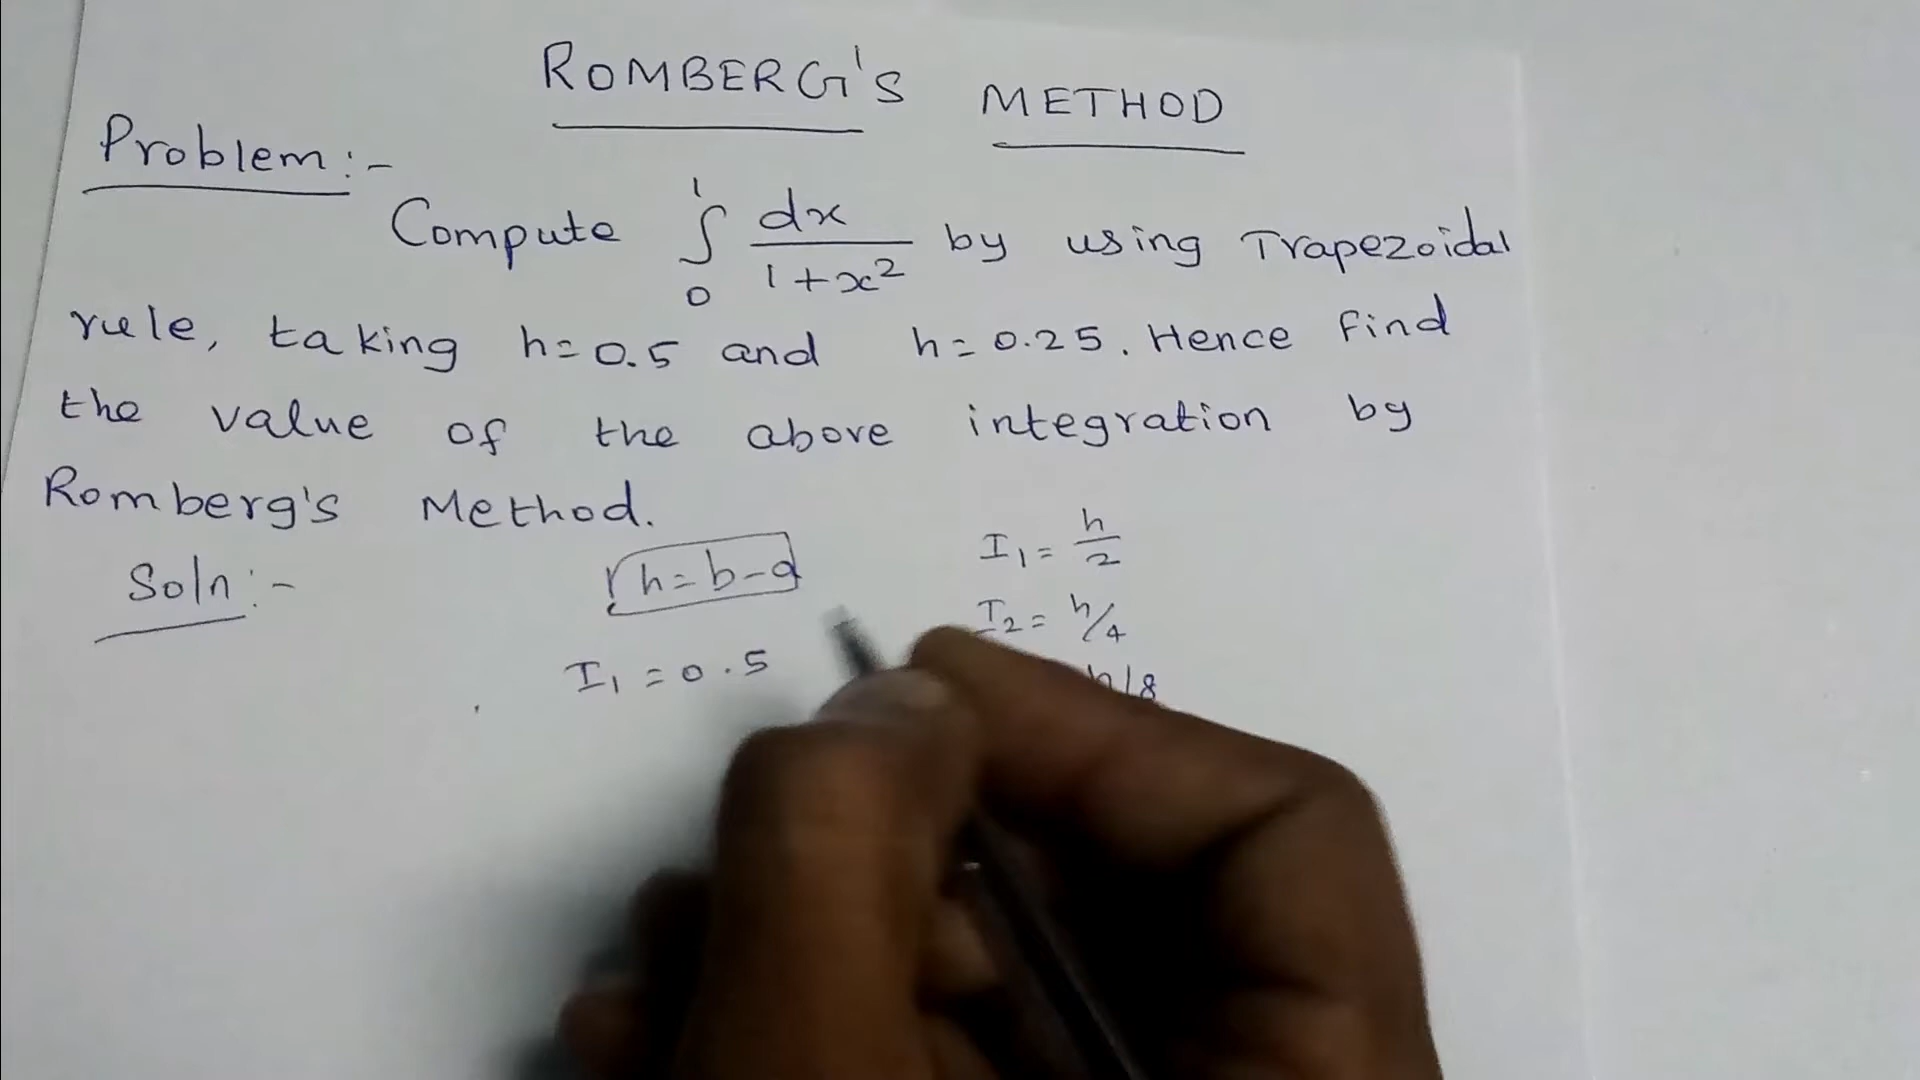 ROMBERG'S METHOD
Problem:-
Compute ∫₀¹ dx/(1+x²) by using Trapezoidal
rule, taking h=0.5 and h=0.25. Hence find
the value of the above integration by
Romberg's Method.
Soln:-
h=b-a
I₁ = h/2
I₂ = h/4
I₁ = 0.5
h/8